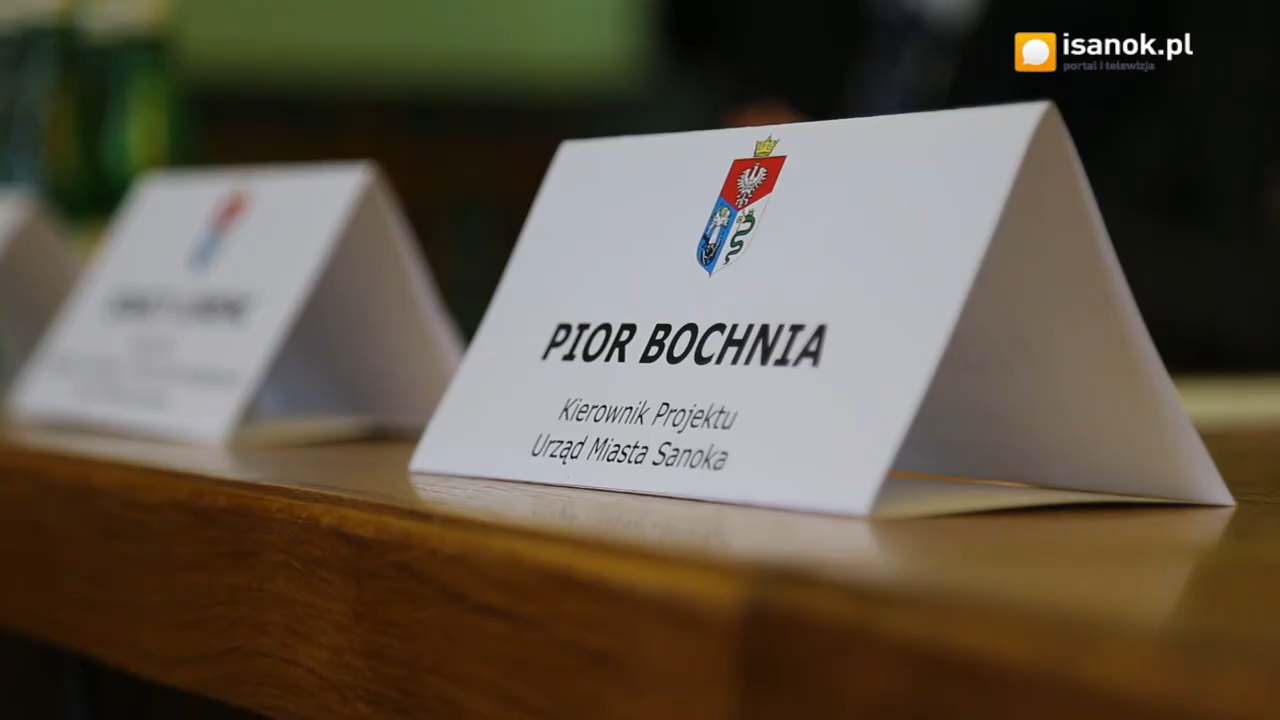 isanok.pl
portal i telewizja
PIOR BOCHNIA
Kierownik Projektu
Urząd Miasta Sanoka